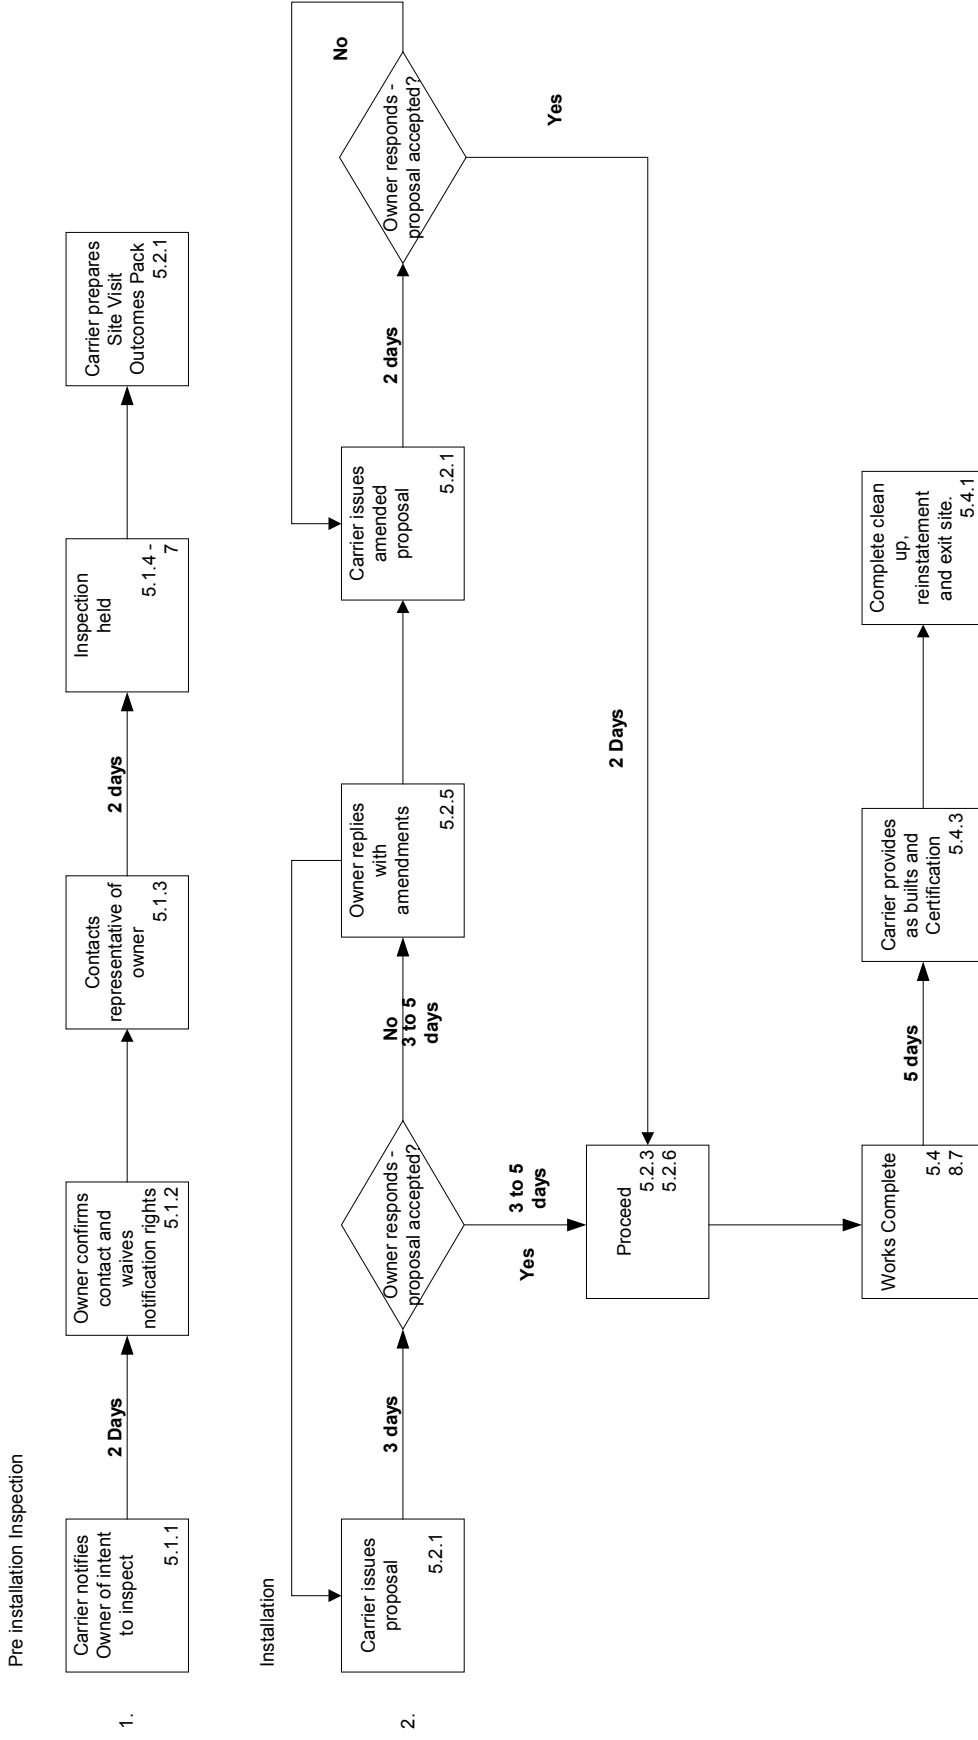 Pre installation Inspection
1.
Carrier notifies
Owner of intent
to inspect
5.1.1
2 Days
Owner confirms
contact and
waives
notification rights
5.1.2
Contacts
representative of
owner
5.1.3
2 days
Inspection
held
5.1.4 -
7
Carrier prepares
Site Visit
Outcomes Pack
5.2.1
Installation
2.
Carrier issues
proposal
5.2.1
3 days
Owner responds -
proposal accepted?
No
3 to 5
days
Owner replies
with
amendments
5.2.5
Carrier issues
amended
proposal
5.2.1
2 days
Owner responds -
proposal accepted?
No
Yes
2 Days
Yes
3 to 5
days
Proceed
5.2.3
5.2.6
Works Complete
5.4
8.7
5 days
Carrier provides
as builts and
Certification
5.4.3
Complete clean
up,
reinstatement
and exit site.
5.4.1